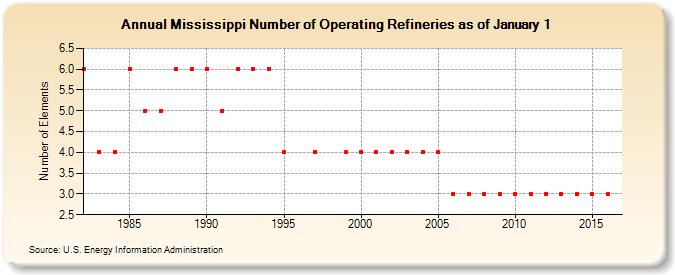 Annual Mississippi Number of Operating Refineries as of January 1
Number of Elements
6.5
6.0
5.5
5.0
4.5
4.0
3.5
3.0
2.5
1985 1990 1995 2000 2005 2010 2015
Source: U.S. Energy Information Administration